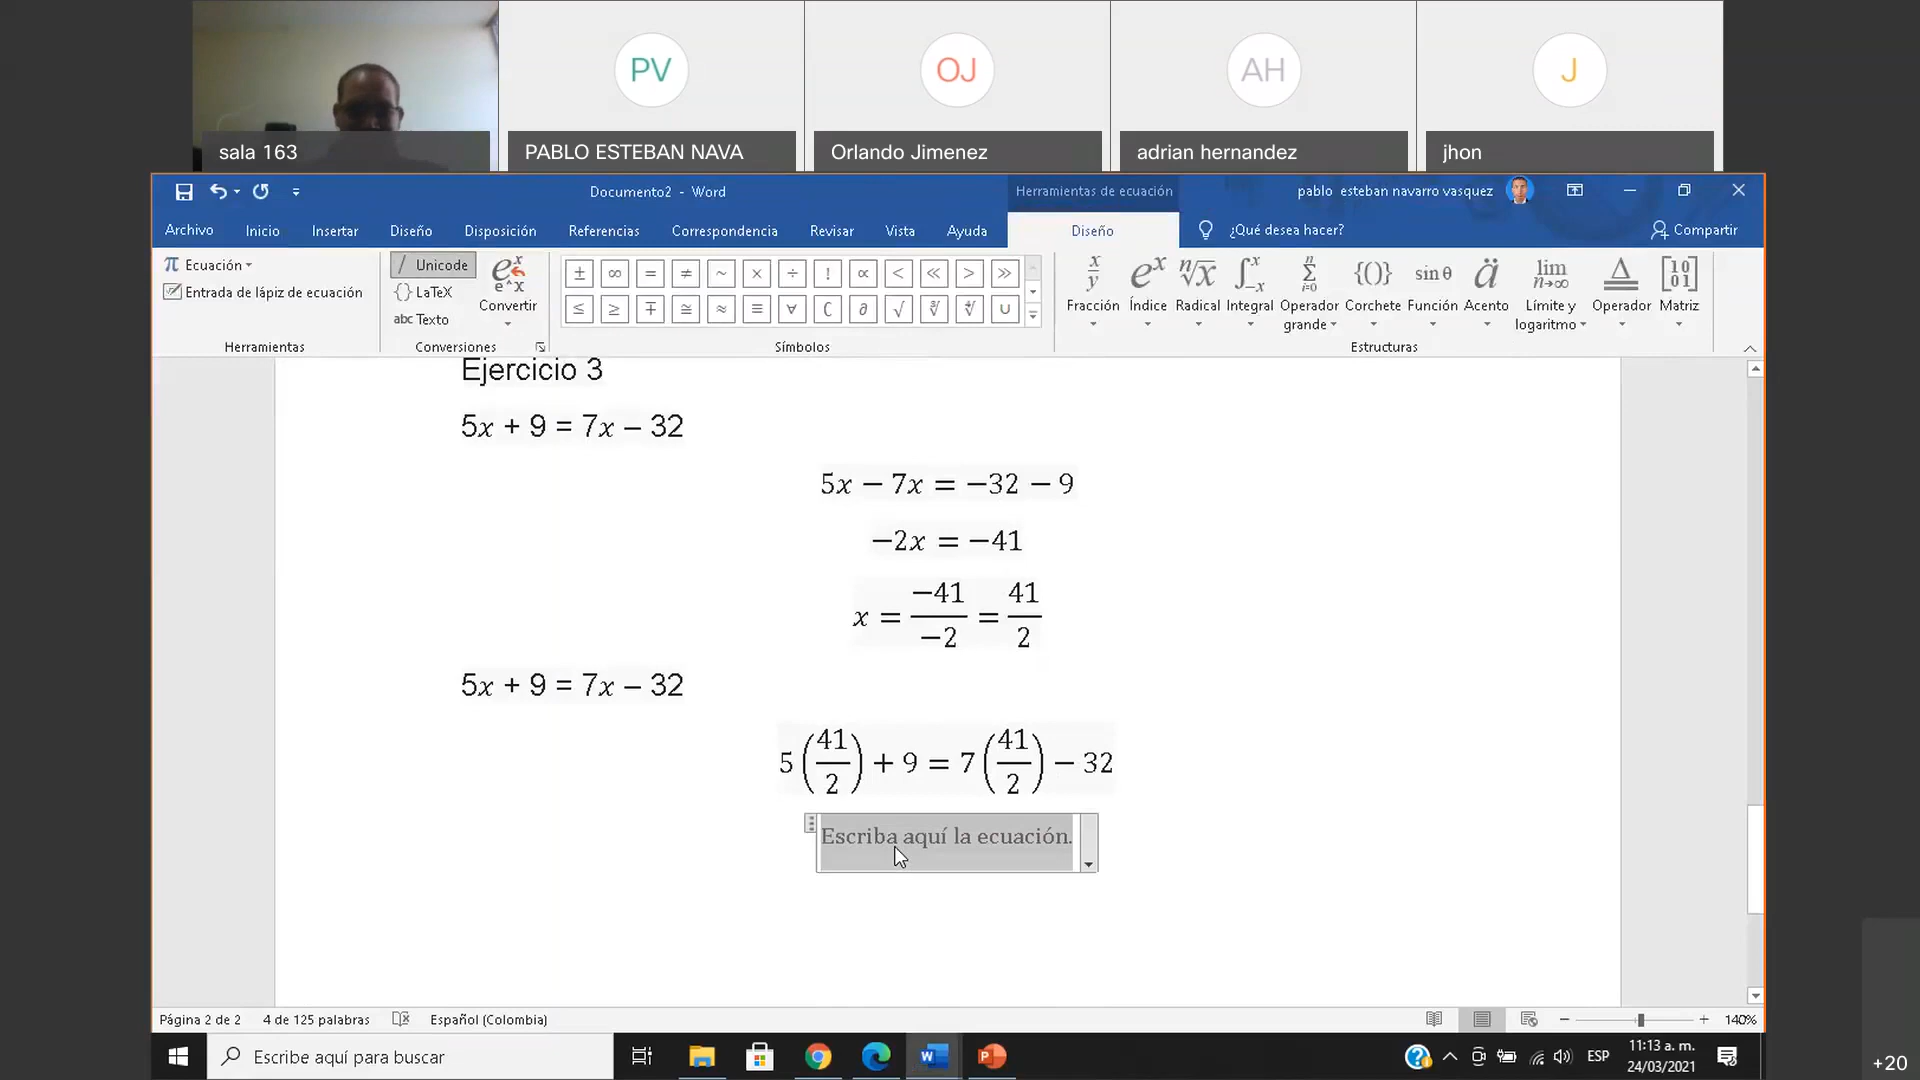 PV
OJ
AH
J
sala 163
PABLO ESTEBAN NAVA
Orlando Jimenez
adrian hernandez
jhon
Documento2 - Word
Herramientas de ecuación
pablo esteban navarro vasquez
Archivo
Inicio
Insertar
Diseño
Disposición
Referencias
Correspondencia
Revisar
Vista
Ayuda
Diseño
¿Qué desea hacer?
Compartir
π Ecuación
Entrada de lápiz de ecuación
Herramientas
Unicode
{} LaTeX
abc Texto
Convertir
Conversiones
± ∞ = ≠ ~ × ÷ ! ∝ < ≪ > ≫
≤ ≥ ∓ ≅ ≈ ≡ ∀ ∁ ∂ √ ∛ ∜ ∪
Símbolos
Fracción
Índice
Radical
Integral
Operador grande
Corchete
Función
Acento
Límite y logaritmo
Operador
Matriz
Estructuras
Ejercicio 3
5x + 9 = 7x – 32
5x − 7x = −32 − 9
−2x = −41
x = −41/−2 = 41/2
5x + 9 = 7x – 32
5(41/2) + 9 = 7(41/2) − 32
Escriba aquí la ecuación.
Página 2 de 2
4 de 125 palabras
Español (Colombia)
140%
Escribe aquí para buscar
ESP
11:13 a. m.
24/03/2021
+20